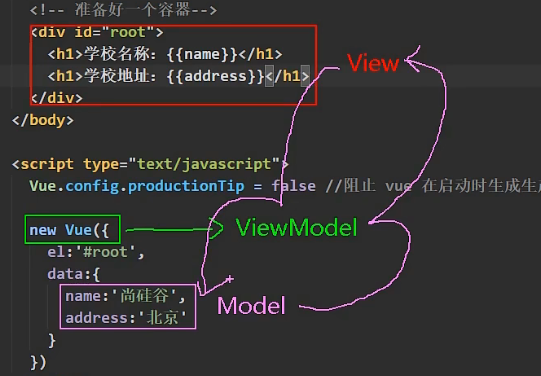 <!-- 准备好一个容器-->
<div id="root">
<h1>学校名称：{{name}}</h1>
<h1>学校地址：{{address}}</h1>
</div>
</body>
View
<script type="text/javascript">
Vue.config.productionTip = false //阻止 vue 在启动时生成生
new Vue({
ViewModel
el:'#root',
data:{
name:'尚硅谷',
address:'北京'
Model
}
})